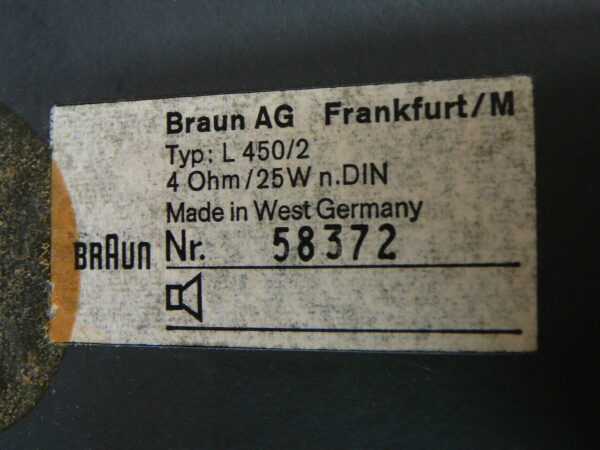 Braun AG Frankfurt/M
Typ: L 450/2
4 Ohm/25W n.DIN
Made in West Germany
BRAUN Nr. 58372